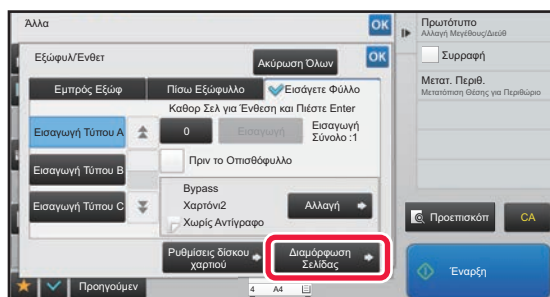 Άλλα
OK
Εξώφυλ/Ένθετ
Ακύρωση Όλων
OK
Εμπρός Εξώφ
Πίσω Εξώφυλλο
Εισάγετε Φύλλο
Καθορ Σελ για Ένθεση και Πιέστε Enter
Εισαγωγή Τύπου A
0
Εισαγωγή
Εισαγωγή
Σύνολο :1
Πριν το Οπισθόφυλλο
Εισαγωγή Τύπου B
Εισαγωγή Τύπου C
Bypass
Χαρτόνι2
Χωρίς Αντίγραφο
Αλλαγή
Ρυθμίσεις δίσκου
χαρτιού
Διαμόρφωση
Σελίδας
Προηγούμεν
4 A4
Πρωτότυπο
Αλλαγή Μεγέθους/Διεύθ
Συρραφή
Μετατ. Περιθ.
Μετατόπιση Θέσης για Περιθώριο
Προεπισκόπ
CA
Έναρξη